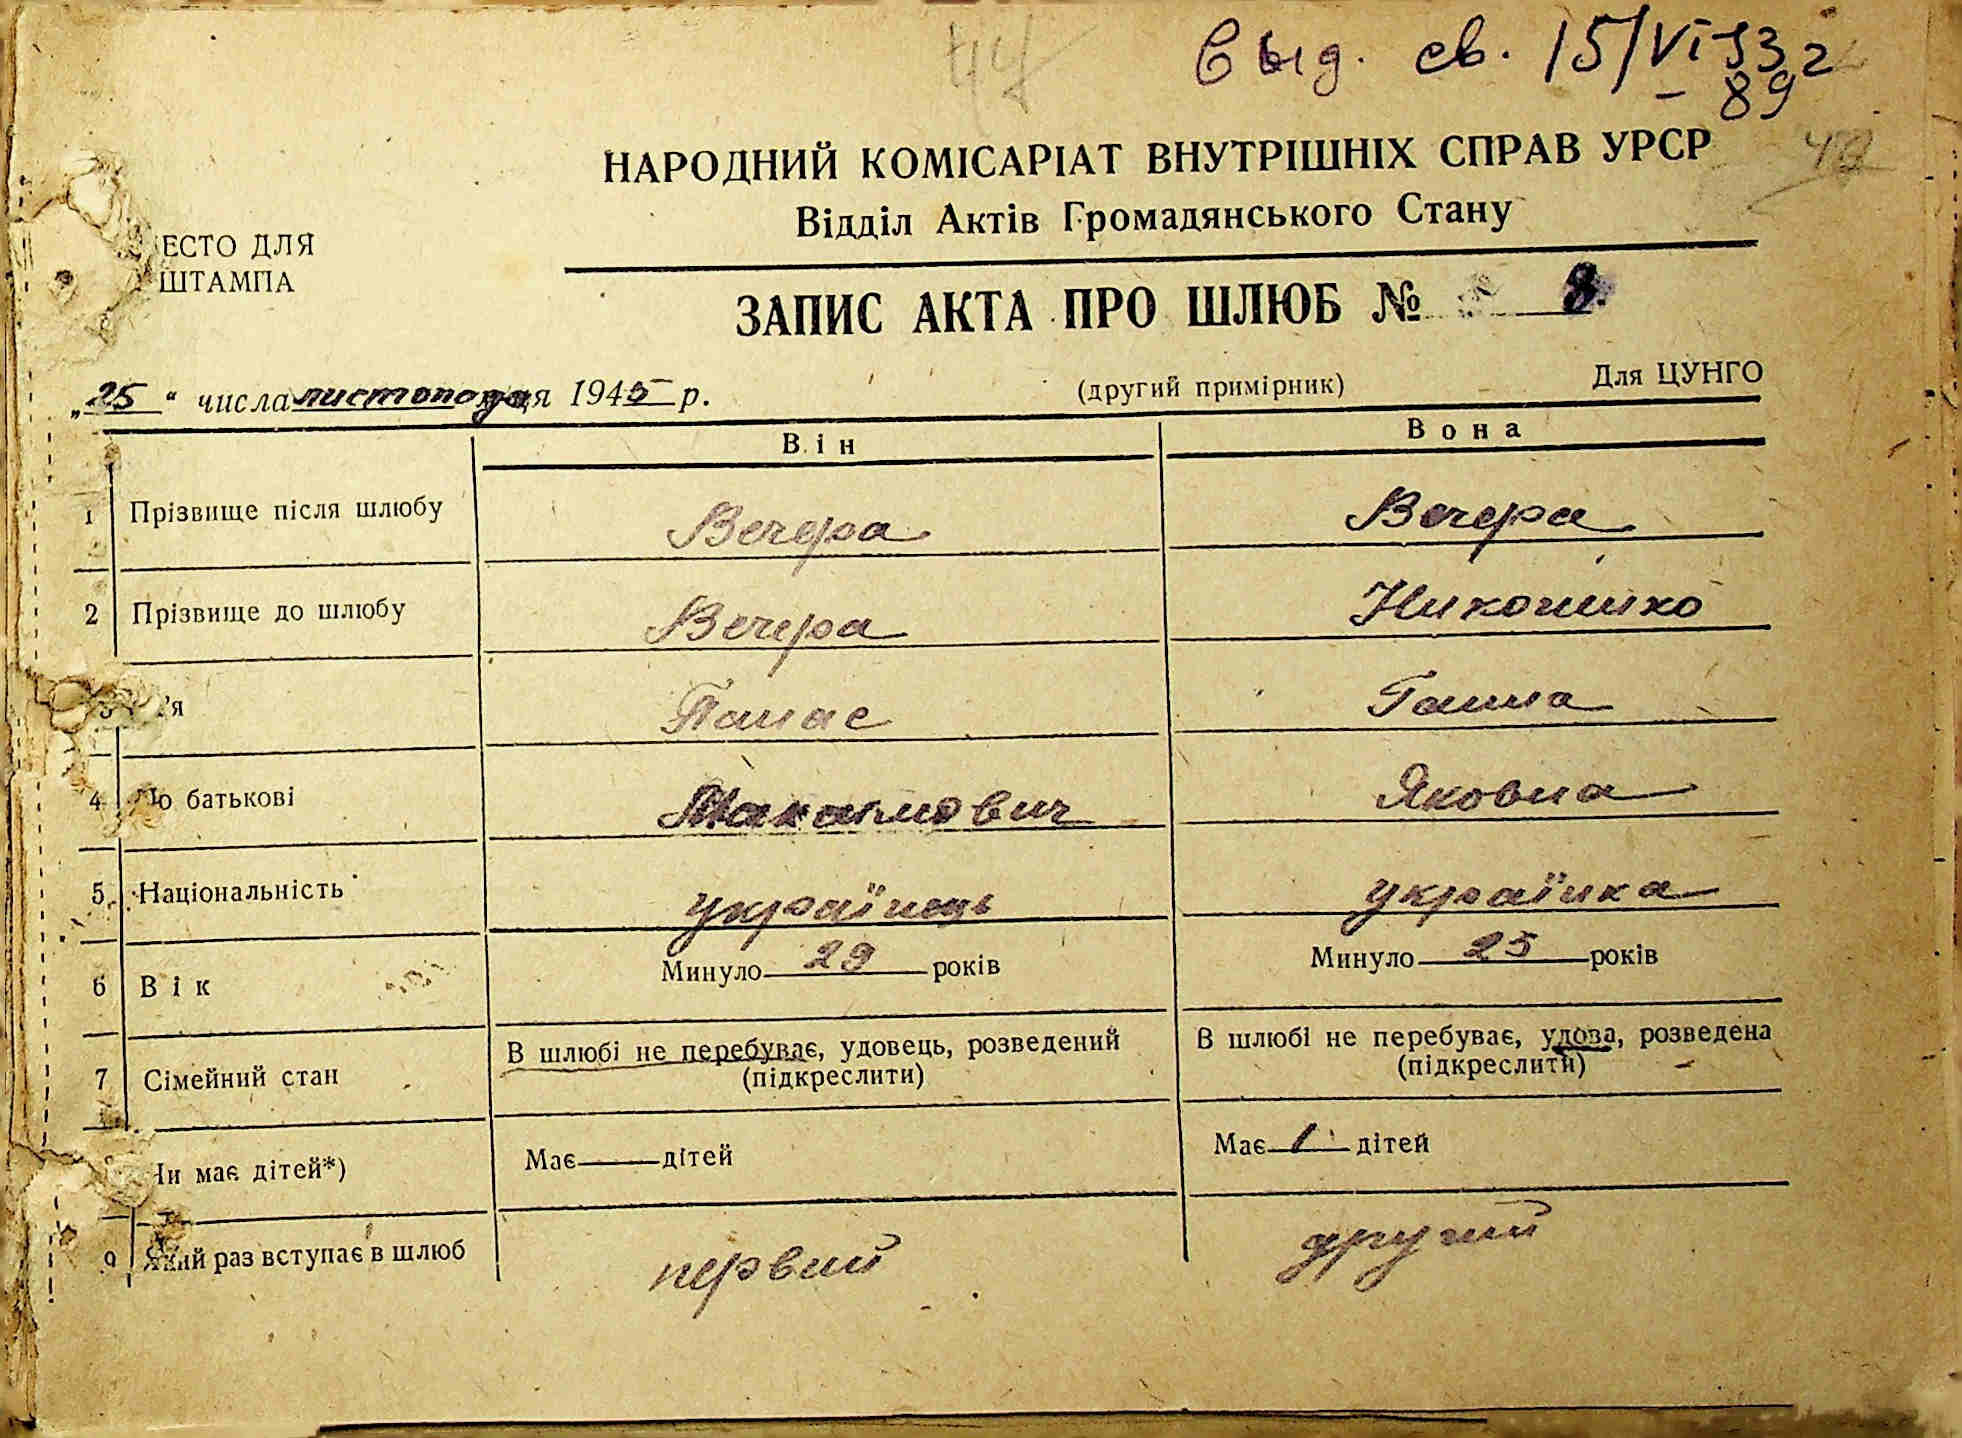 44
Выд. св. 15/VI-53 г
- 89
НАРОДНИЙ КОМІСАРІАТ ВНУТРІШНІХ СПРАВ УРСР
Відділ Актів Громадянського Стану
ЕСТО ДЛЯ
ШТАМПА
ЗАПИС АКТА ПРО ШЛЮБ № 8
„25“ числа листопада ця 1945 р. (другий примірник) Для ЦУНГО
Він Вона
1 Прізвище після шлюбу Вечера Вечера
2 Прізвище до шлюбу Вечера
3 'я Панас Ганна
4 По батькові Яковна
5 Національність українець українка
6 Вік Минуло 29 років Минуло 25 років
7 Сімейний стан В шлюбі не перебуває, удовець, розведений В шлюбі не перебуває, удова, розведена
(підкреслити) (підкреслити)
Чи має дітей*) Має — дітей Має 1 дітей
9 Який раз вступає в шлюб первий другий